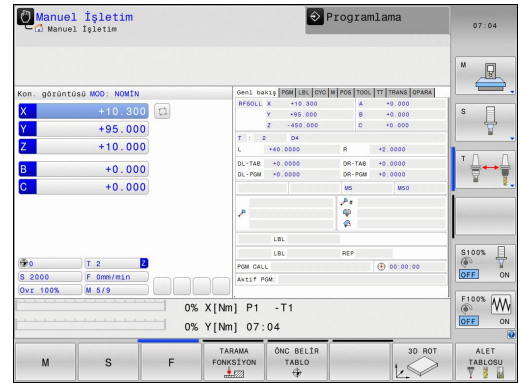 Manuel İşletim
Manuel İşletim
Programlama
07:04
Kon. görüntüsü MOD: NOMİN
X +10.300
Y +95.000
Z +10.000
B +0.000
C +0.000
0 T 2 Z
S 2000 F 0mm/min
Ovr 100% M 5/9
Genl bakış PGM LBL CYC M POS TOOL TT TRANS QPARA
RFSOLL X +10.300 A +0.000
Y +95.000 B +0.000
Z -450.000 C +0.000
T : 2 D4
L +40.0000 R +2.0000
DL-TAB +0.0000 DR-TAB +0.0000
DL-PGM +0.0000 DR-PGM +0.0000
M5 M50
P #
LBL
LBL REP
PGM CALL 00:00:00
Aktif PGM:
0% X[Nm] P1 -T1
0% Y[Nm] 07:04
M
S
T
S100%
OFF ON
F100%
OFF ON
M
S
F
TARAMA FONKSİYON
ÖNC BELİR TABLO
3D ROT
ALET TABLOSU